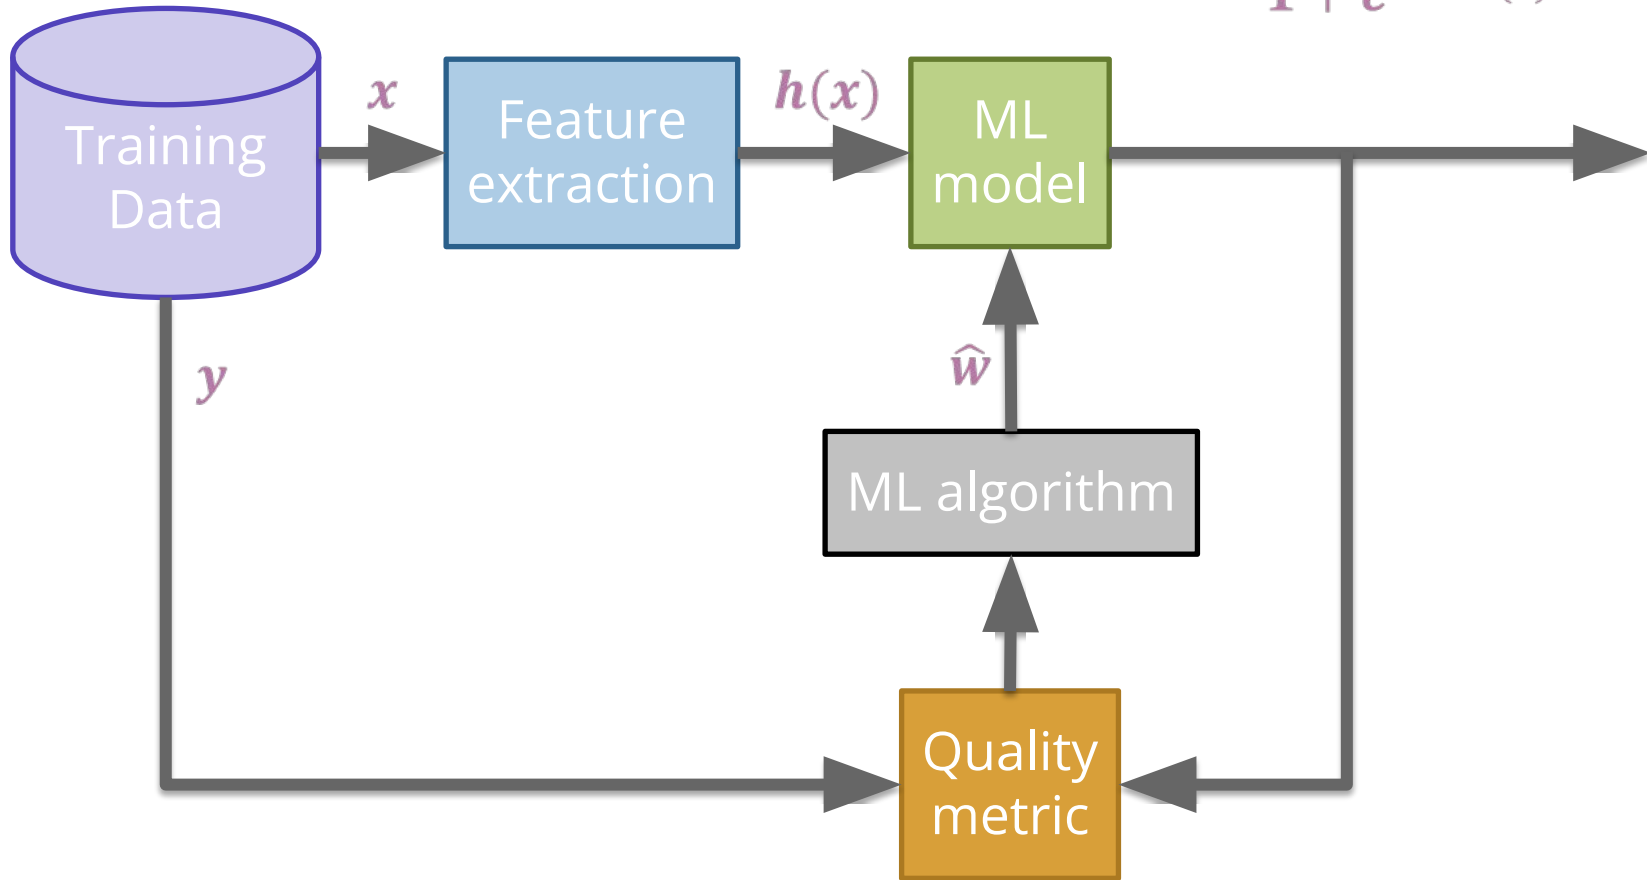 x
h(x)
Training
Data
Feature
extraction
ML
model
y
ŵ
ML algorithm
Quality
metric